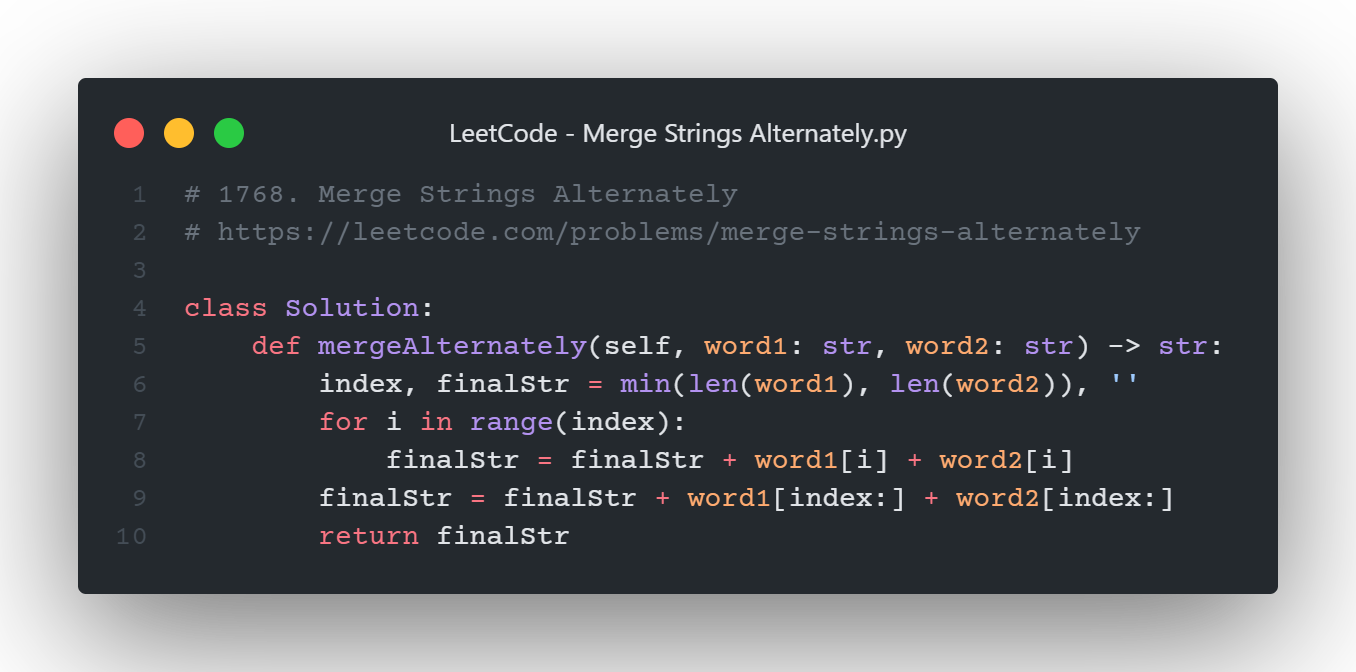 LeetCode - Merge Strings Alternately.py
1 # 1768. Merge Strings Alternately
2 # https://leetcode.com/problems/merge-strings-alternately
3
4 class Solution:
5     def mergeAlternately(self, word1: str, word2: str) -> str:
6         index, finalStr = min(len(word1), len(word2)), ''
7         for i in range(index):
8             finalStr = finalStr + word1[i] + word2[i]
9         finalStr = finalStr + word1[index:] + word2[index:]
10         return finalStr